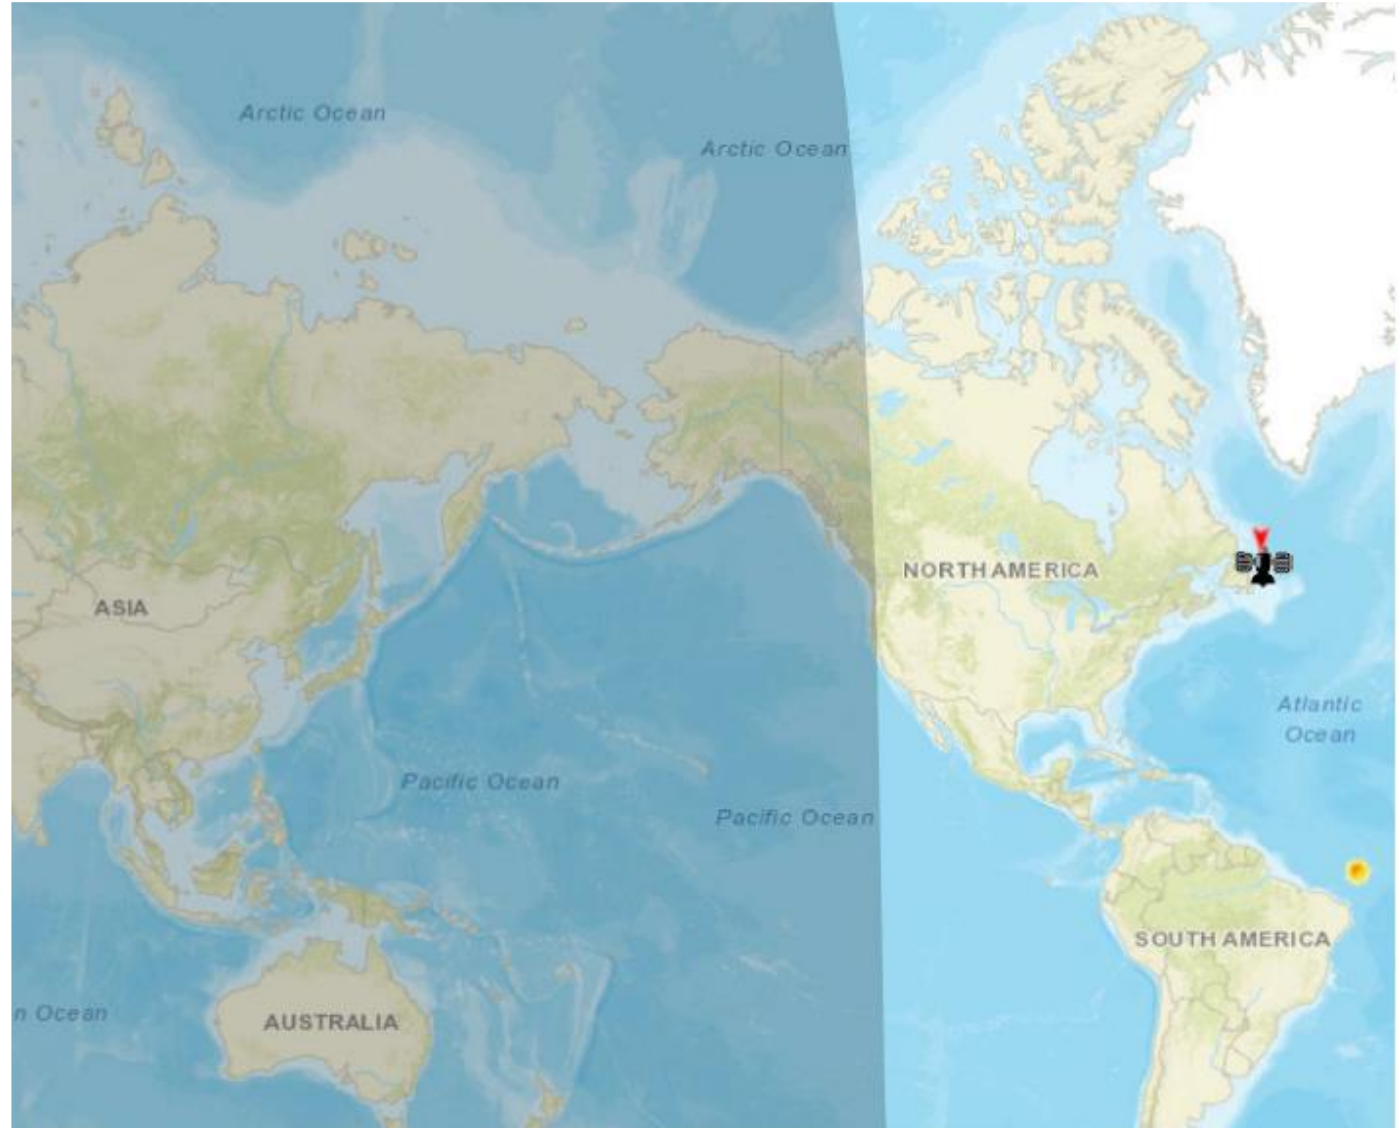 Arctic Ocean
Arctic Ocean
NORTH AMERICA
ASIA
Atlantic
Ocean
Pacific Ocean
Pacific Ocean
SOUTH AMERICA
n Ocean
AUSTRALIA